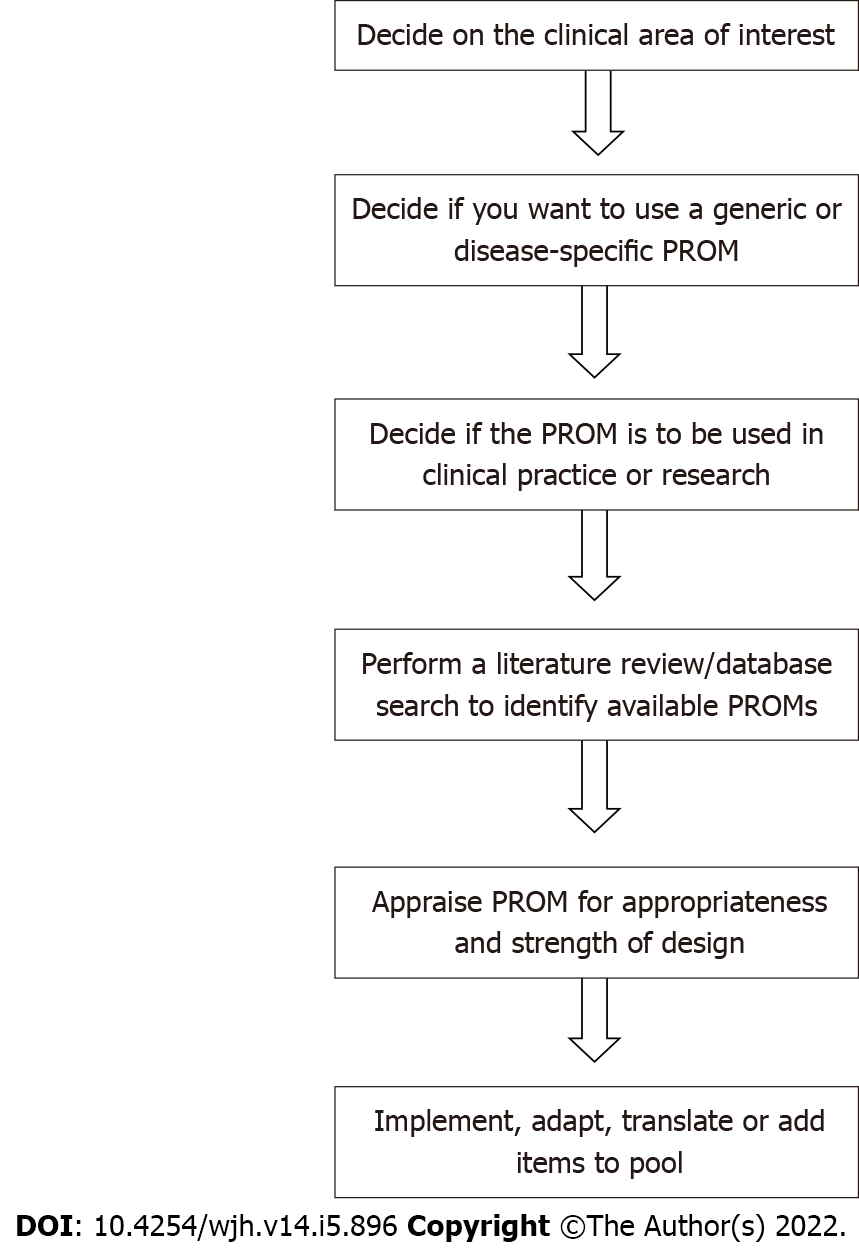 Decide on the clinical area of interest
Decide if you want to use a generic or
disease-specific PROM
Decide if the PROM is to be used in
clinical practice or research
Perform a literature review/database
search to identify available PROMs
Appraise PROM for appropriateness
and strength of design
Implement, adapt, translate or add
items to pool
DOI: 10.4254/wjh.v14.i5.896 Copyright ©The Author(s) 2022.